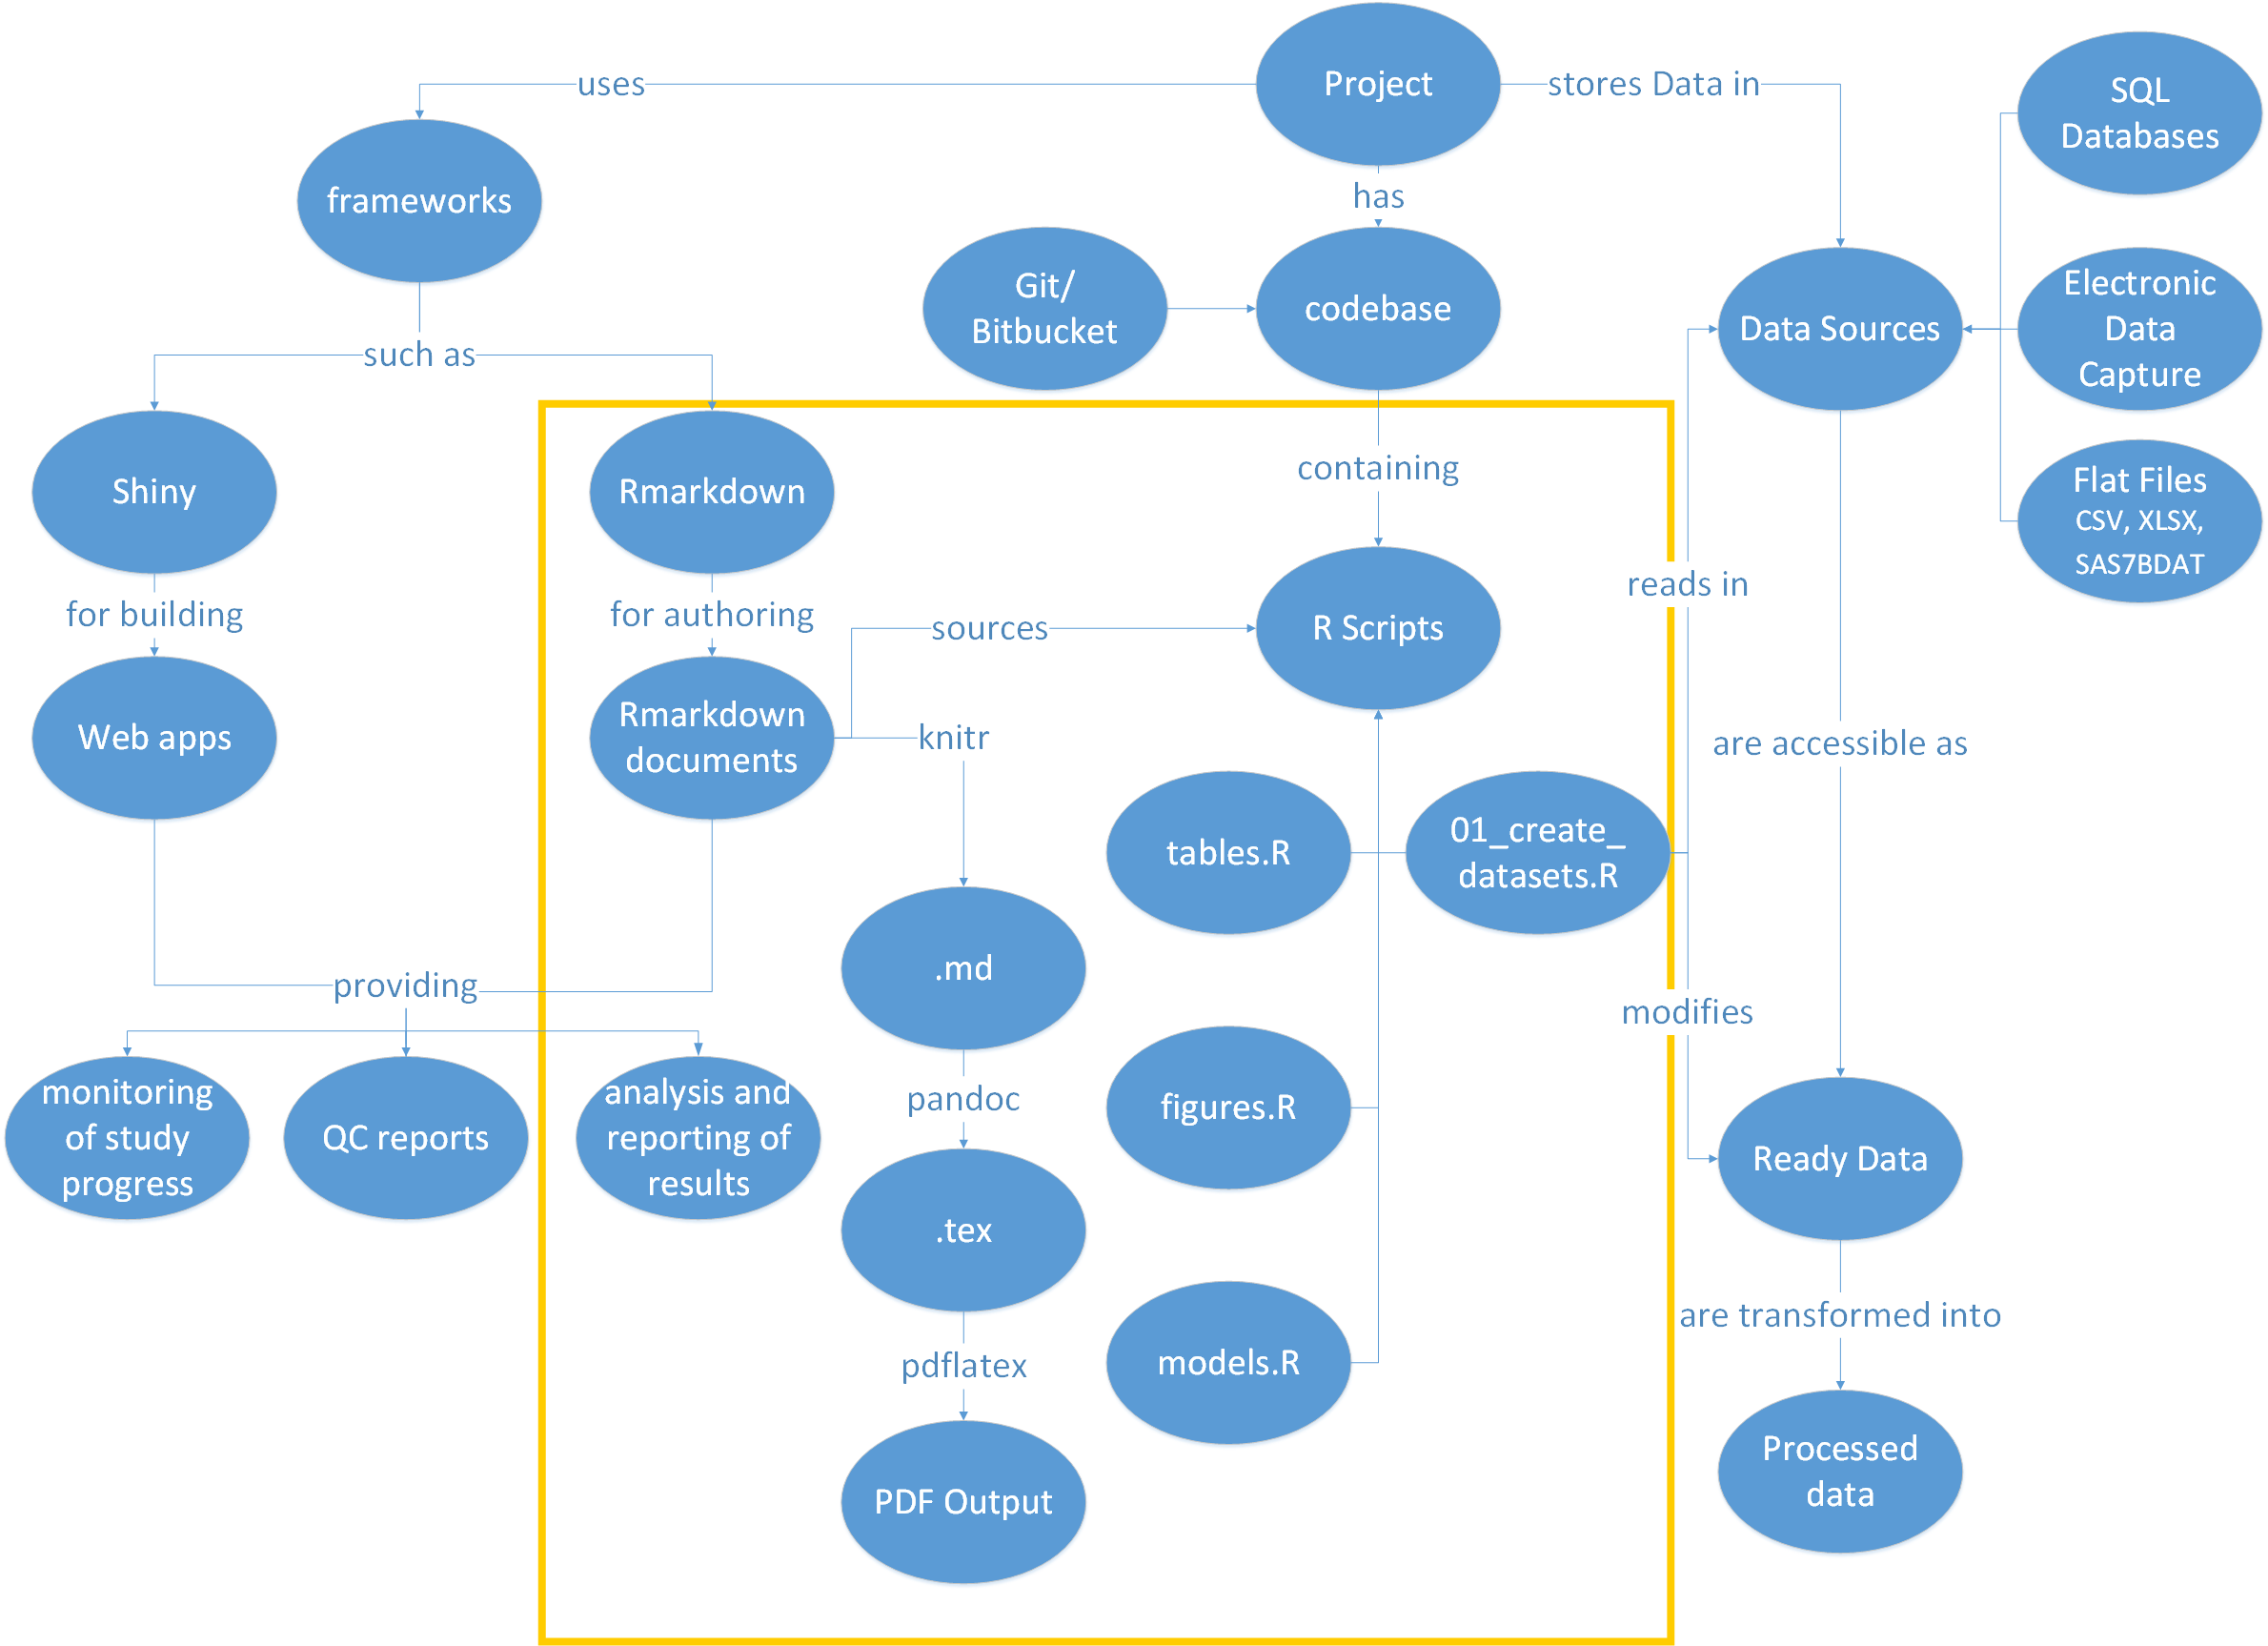 Project
uses
stores Data in
SQL
Databases
frameworks
has
Git/
Bitbucket
codebase
Data Sources
Electronic
Data
Capture
such as
Shiny
Rmarkdown
containing
Flat Files
CSV, XLSX,
SAS7BDAT
for building
for authoring
sources
R Scripts
reads in
Web apps
Rmarkdown
documents
knitr
are accessible as
tables.R
01_create_
datasets.R
.md
providing
modifies
monitoring
of study
progress
QC reports
analysis and
reporting of
results
pandoc
figures.R
Ready Data
.tex
are transformed into
pdflatex
models.R
PDF Output
Processed
data